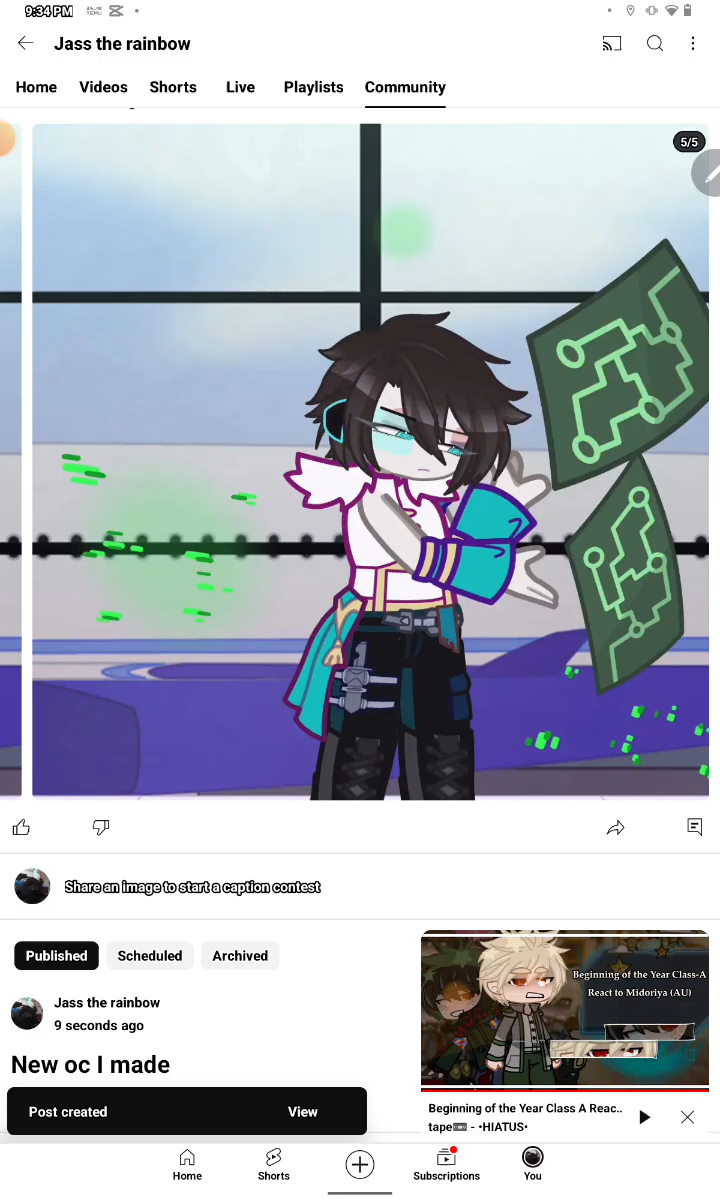 9:34 PM
Jass the rainbow
Home Videos Shorts Live Playlists Community
5/5
Share an image to start a caption contest
Published Scheduled Archived
Jass the rainbow
9 seconds ago
New oc I made
Post created View
Beginning of the Year Class-A
React to Midoriya (AU)
Beginning of the Year Class A Reac..
tape📼 - •HIATUS•
Home Shorts Subscriptions You